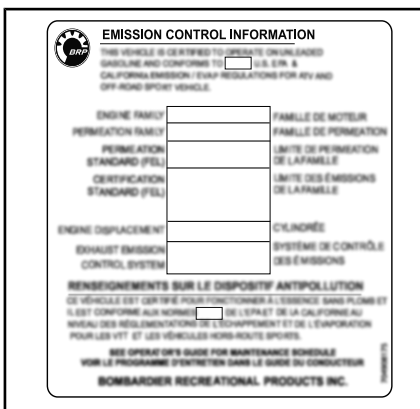 BRP
EMISSION CONTROL INFORMATION
THIS VEHICLE IS CERTIFIED TO OPERATE ON UNLEADED
GASOLINE AND CONFORMS TO U.S. EPA &
CALIFORNIA EMISSION / EVAP REGULATIONS FOR ATV AND
OFF-ROAD SPORT VEHICLE.
ENGINE FAMILY FAMILLE DE MOTEUR
PERMEATION FAMILY FAMILLE DE PERMEATION
PERMEATION STANDARD (FEL) LIMITE DE PERMEATION DE LA FAMILLE
CERTIFICATION STANDARD (FEL) LIMITE DES ÉMISSIONS DE LA FAMILLE
ENGINE DISPLACEMENT CYLINDRÉE
EXHAUST EMISSION CONTROL SYSTEM SYSTÈME DE CONTRÔLE DES ÉMISSIONS
RENSEIGNEMENTS SUR LE DISPOSITIF ANTIPOLLUTION
CE VÉHICULE EST CERTIFIÉ POUR FONCTIONNER À L'ESSENCE SANS PLOMB ET
IL EST CONFORME AUX NORMES DE L'EPA ET DE LA CALIFORNIE AU
NIVEAU DES RÉGLEMENTATIONS DE L'ÉCHAPPEMENT ET DE L'ÉVAPORATION
POUR LES VTT ET LES VÉHICULES HORS-ROUTE SPORTS.
SEE OPERATOR'S GUIDE FOR MAINTENANCE SCHEDULE
VOIR LE PROGRAMME D'ENTRETIEN DANS LE GUIDE DU CONDUCTEUR
BOMBARDIER RECREATIONAL PRODUCTS INC.